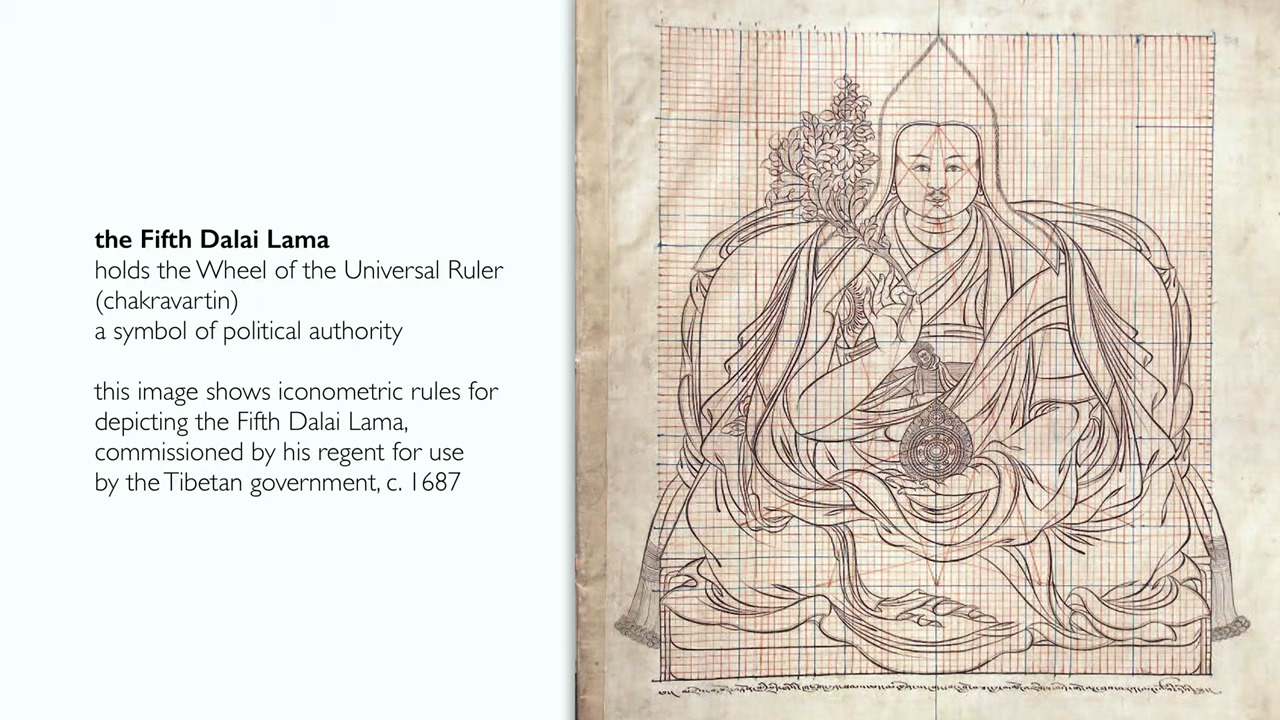 the Fifth Dalai Lama
holds the Wheel of the Universal Ruler
(chakravartin)
a symbol of political authority
this image shows iconometric rules for
depicting the Fifth Dalai Lama,
commissioned by his regent for use
by the Tibetan government, c. 1687